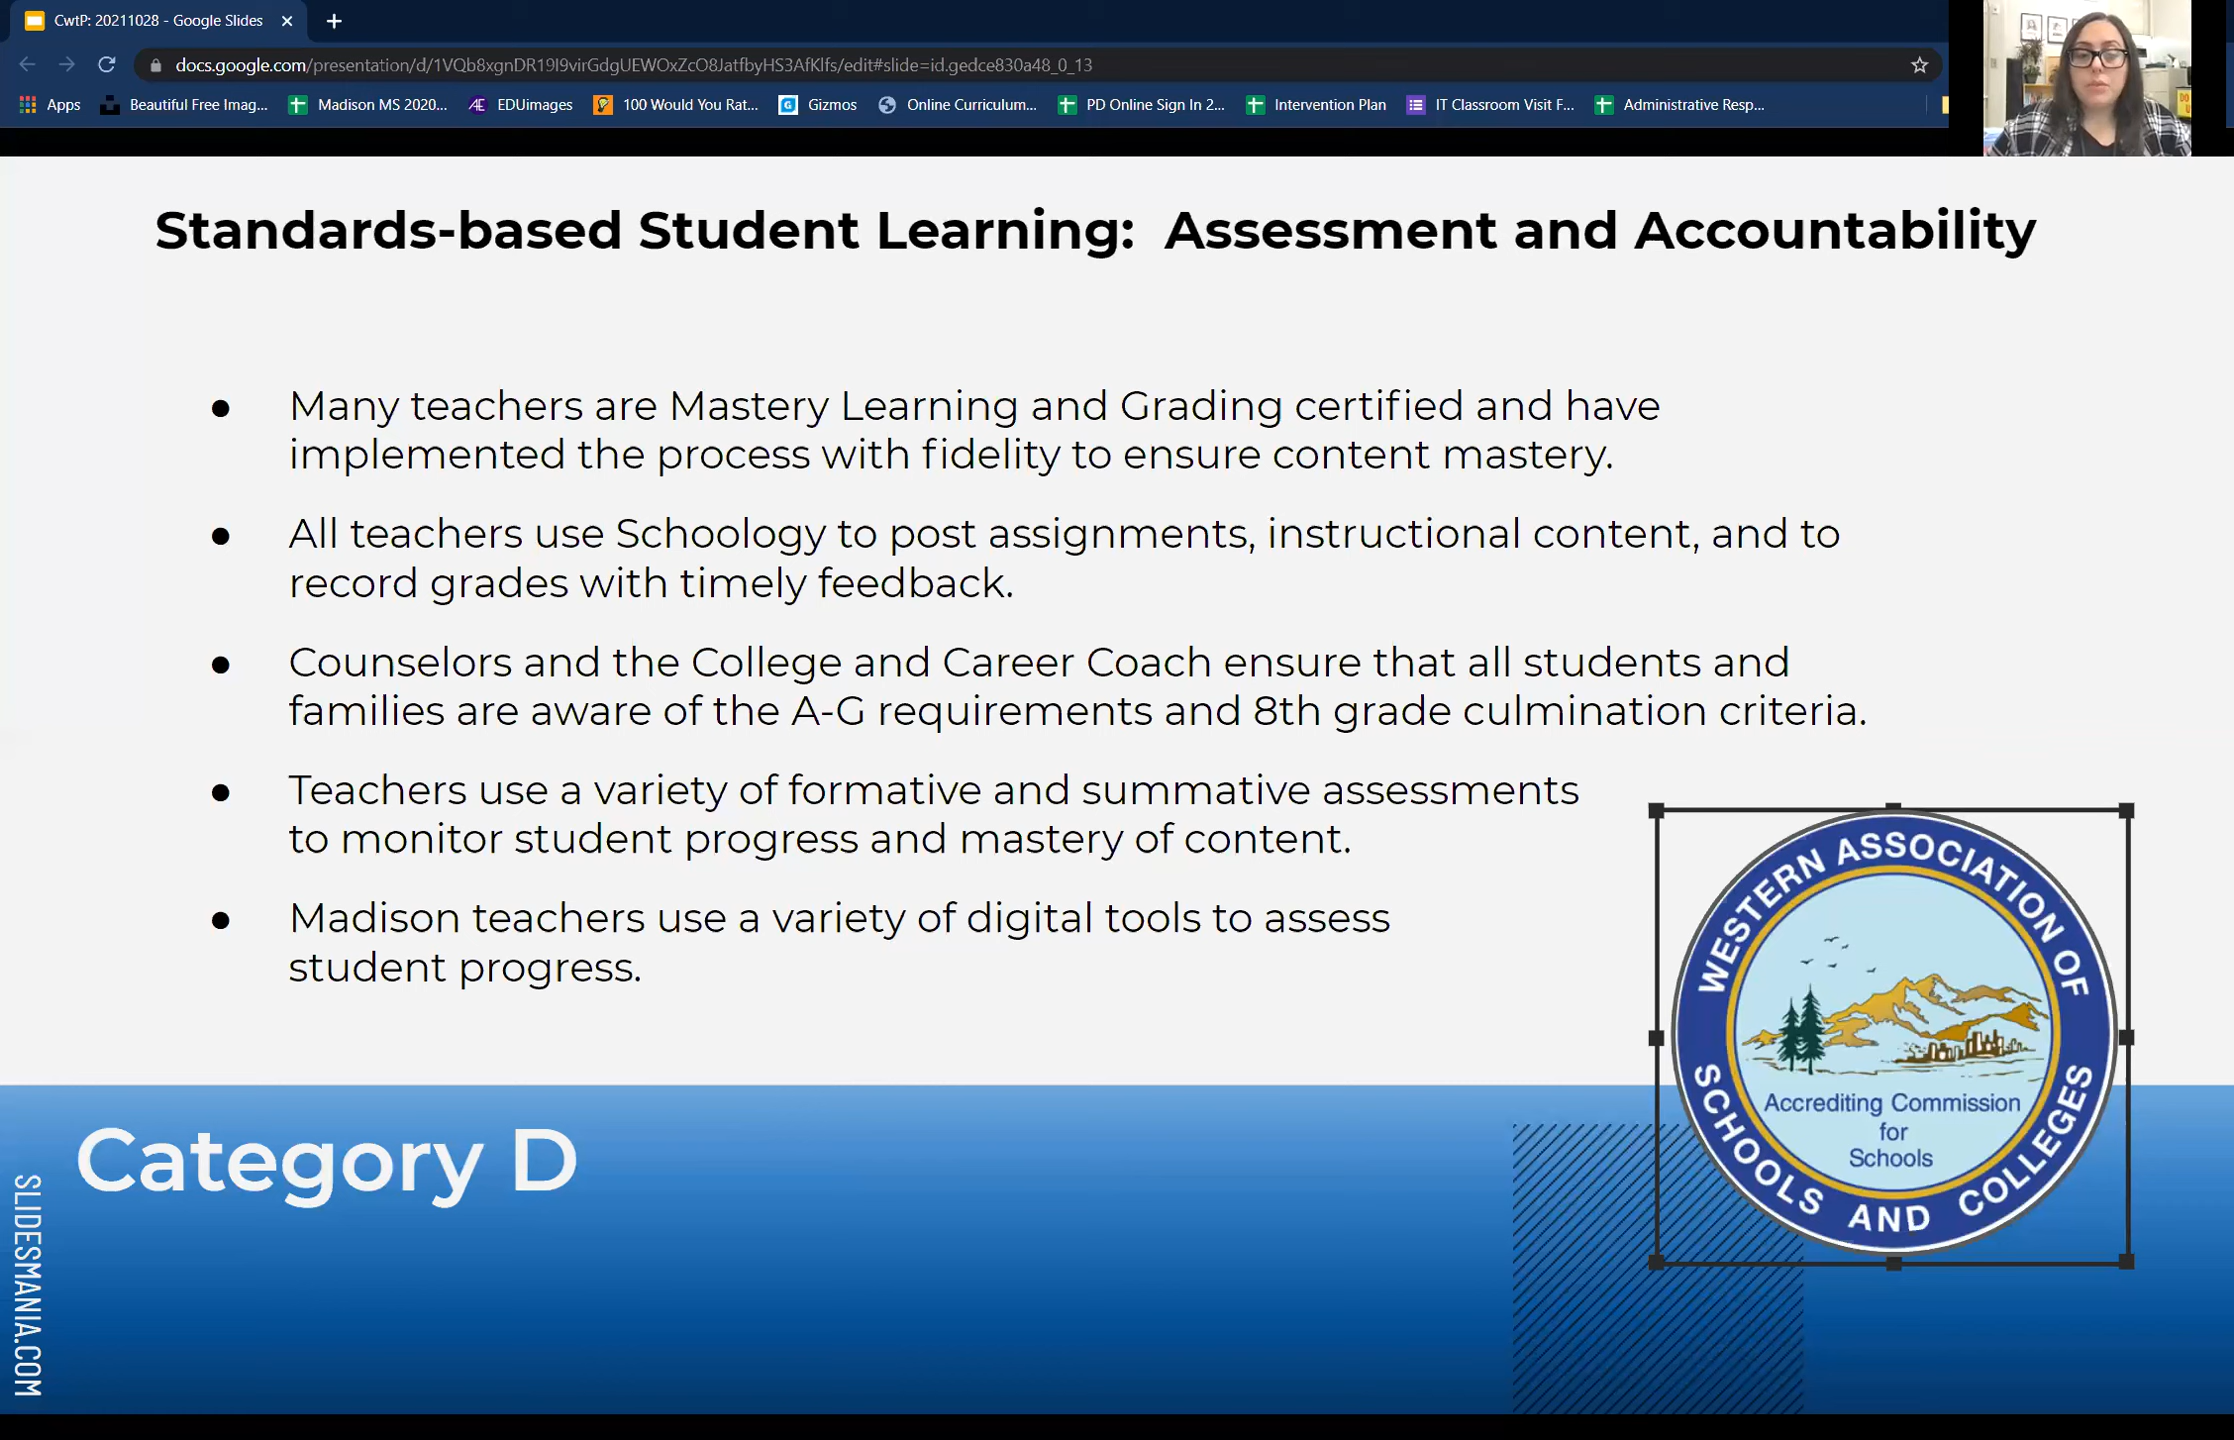 CwtP: 20211028 - Google Slides
docs.google.com/presentation/d/1VQb8xgnDR19I9virGdgUEWOxZcO8JatfbyHS3AfKlfs/edit#slide=id.gedce830a48_0_13
Apps Beautiful Free Imag... Madison MS 2020... EDUimages 100 Would You Rat... Gizmos Online Curriculum... PD Online Sign In 2... Intervention Plan IT Classroom Visit F... Administrative Resp...
Standards-based Student Learning: Assessment and Accountability
● Many teachers are Mastery Learning and Grading certified and have
implemented the process with fidelity to ensure content mastery.
● All teachers use Schoology to post assignments, instructional content, and to
record grades with timely feedback.
● Counselors and the College and Career Coach ensure that all students and
families are aware of the A-G requirements and 8th grade culmination criteria.
● Teachers use a variety of formative and summative assessments
to monitor student progress and mastery of content.
● Madison teachers use a variety of digital tools to assess
student progress.
WESTERN ASSOCIATION OF
SCHOOLS AND COLLEGES
Accrediting Commission
for
Schools
Category D
SLIDESMANIA.COM